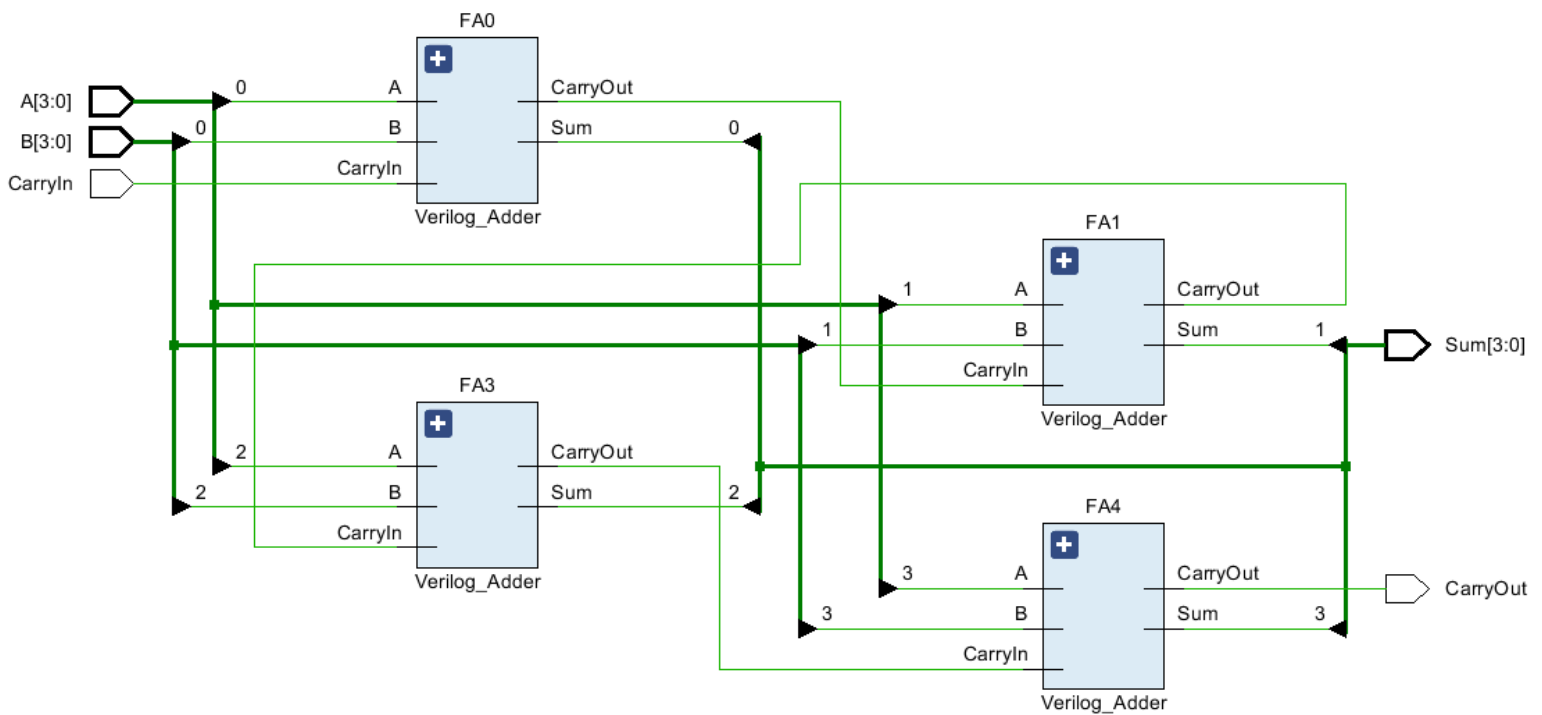 FA0
A[3:0]
0
A
CarryOut
B[3:0]
0
B
Sum
0
CarryIn
CarryIn
Verilog_Adder
FA1
1
A
CarryOut
1
B
Sum
1
Sum[3:0]
CarryIn
Verilog_Adder
FA3
2
A
CarryOut
2
B
Sum
2
CarryIn
Verilog_Adder
FA4
3
A
CarryOut
CarryOut
3
B
Sum
3
CarryIn
Verilog_Adder